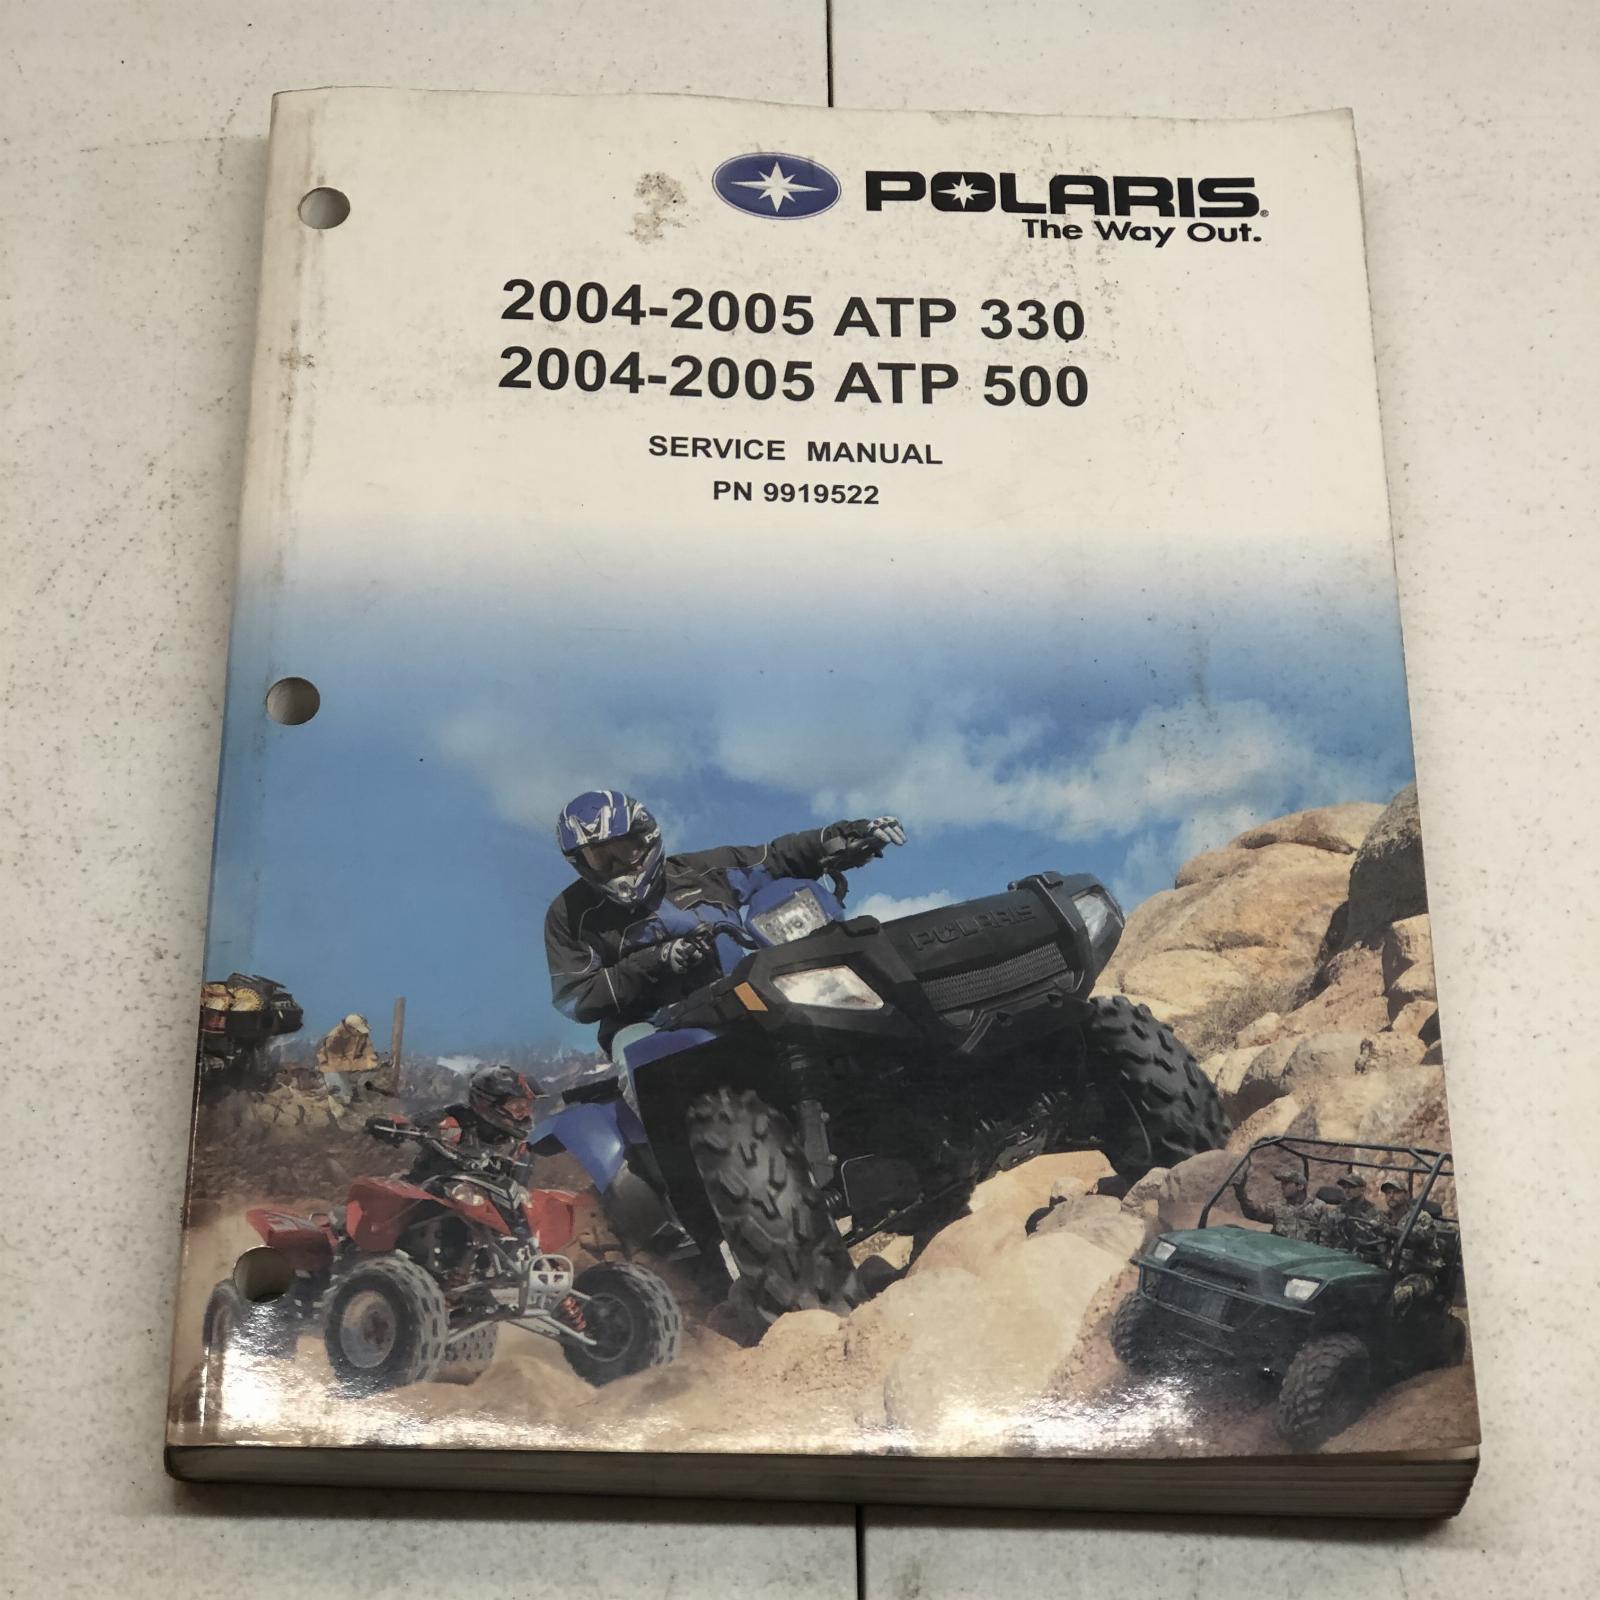 POLARIS®
The Way Out.
2004-2005 ATP 330
2004-2005 ATP 500
SERVICE MANUAL
PN 9919522
POLARIS